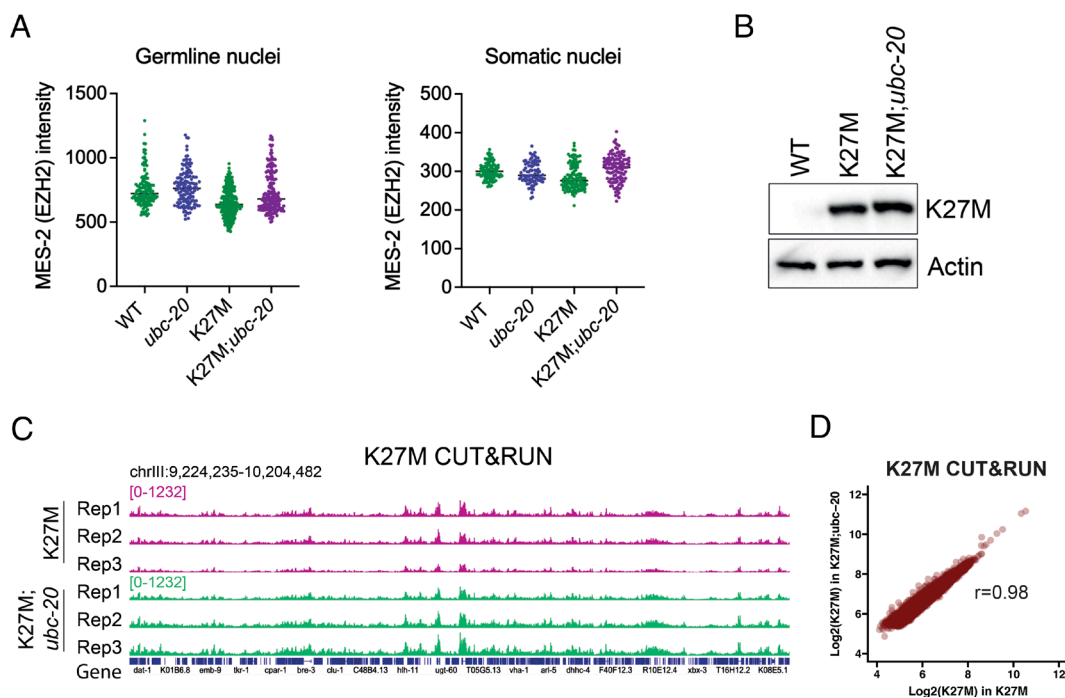 A
Germline nuclei
MES-2 (EZH2) intensity
1500
1000
500
0
WT
ubc-20
K27M
K27M;ubc-20
Somatic nuclei
MES-2 (EZH2) intensity
500
400
300
200
100
0
WT
ubc-20
K27M
K27M;ubc-20
B
WT
K27M
K27M;ubc-20
K27M
Actin
C
K27M CUT&RUN
chrIII:9,224,235-10,204,482
[0-1232]
K27M
Rep1
Rep2
Rep3
[0-1232]
K27M;
ubc-20
Rep1
Rep2
Rep3
Gene
dat-1 K01B6.8 emb-9 tkr-1 cpar-1 bre-3 clu-1 C48B4.13 hlh-11 ugt-60 T05G5.13 vha-1 arl-5 dhhc-4 F40F12.3 R10E12.4 xbx-3 T16H12.2 K08E5.1
D
K27M CUT&RUN
Log2(K27M) in K27M;ubc-20
12
10
8
6
4
r=0.98
4 6 8 10 12
Log2(K27M) in K27M